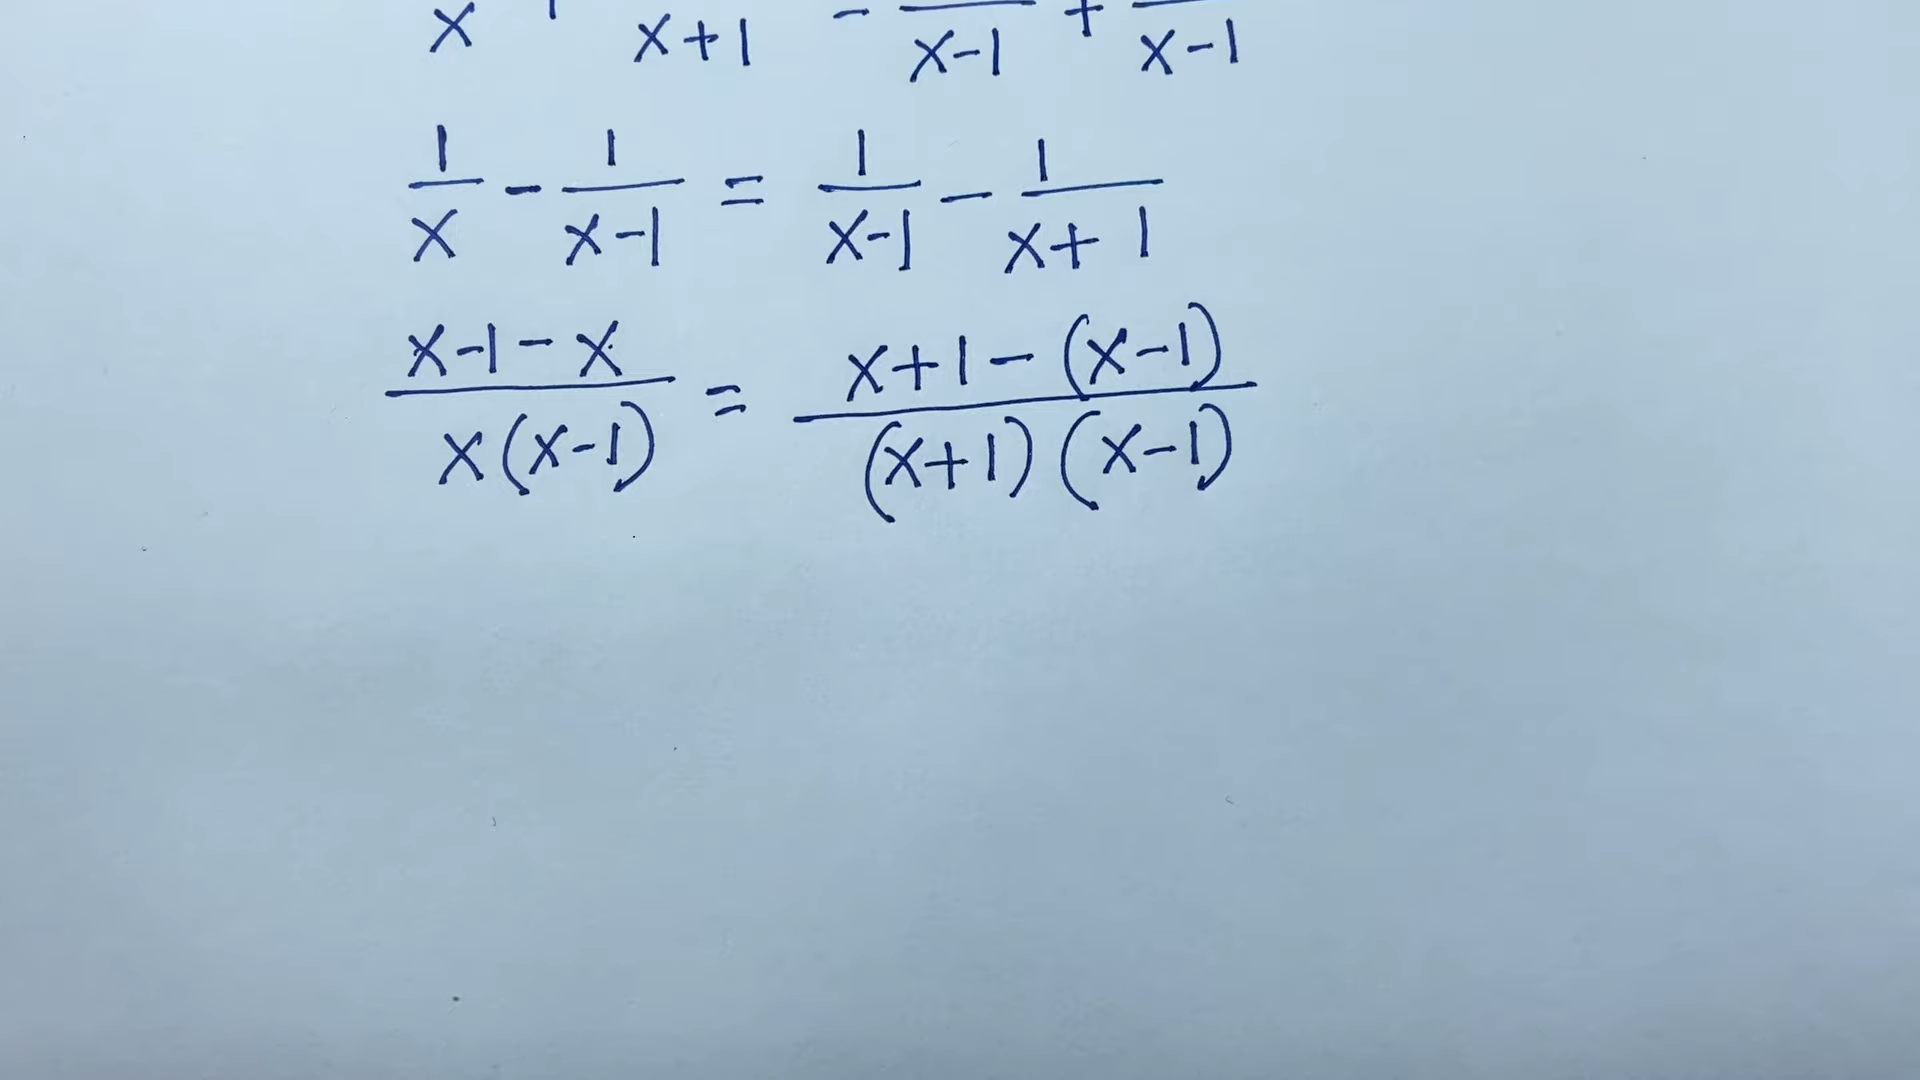 x   x+1 - x-1 + x-1
1/x - 1/(x-1) = 1/(x-1) - 1/(x+1)
(x-1-x)/(x(x-1)) = (x+1-(x-1))/((x+1)(x-1))